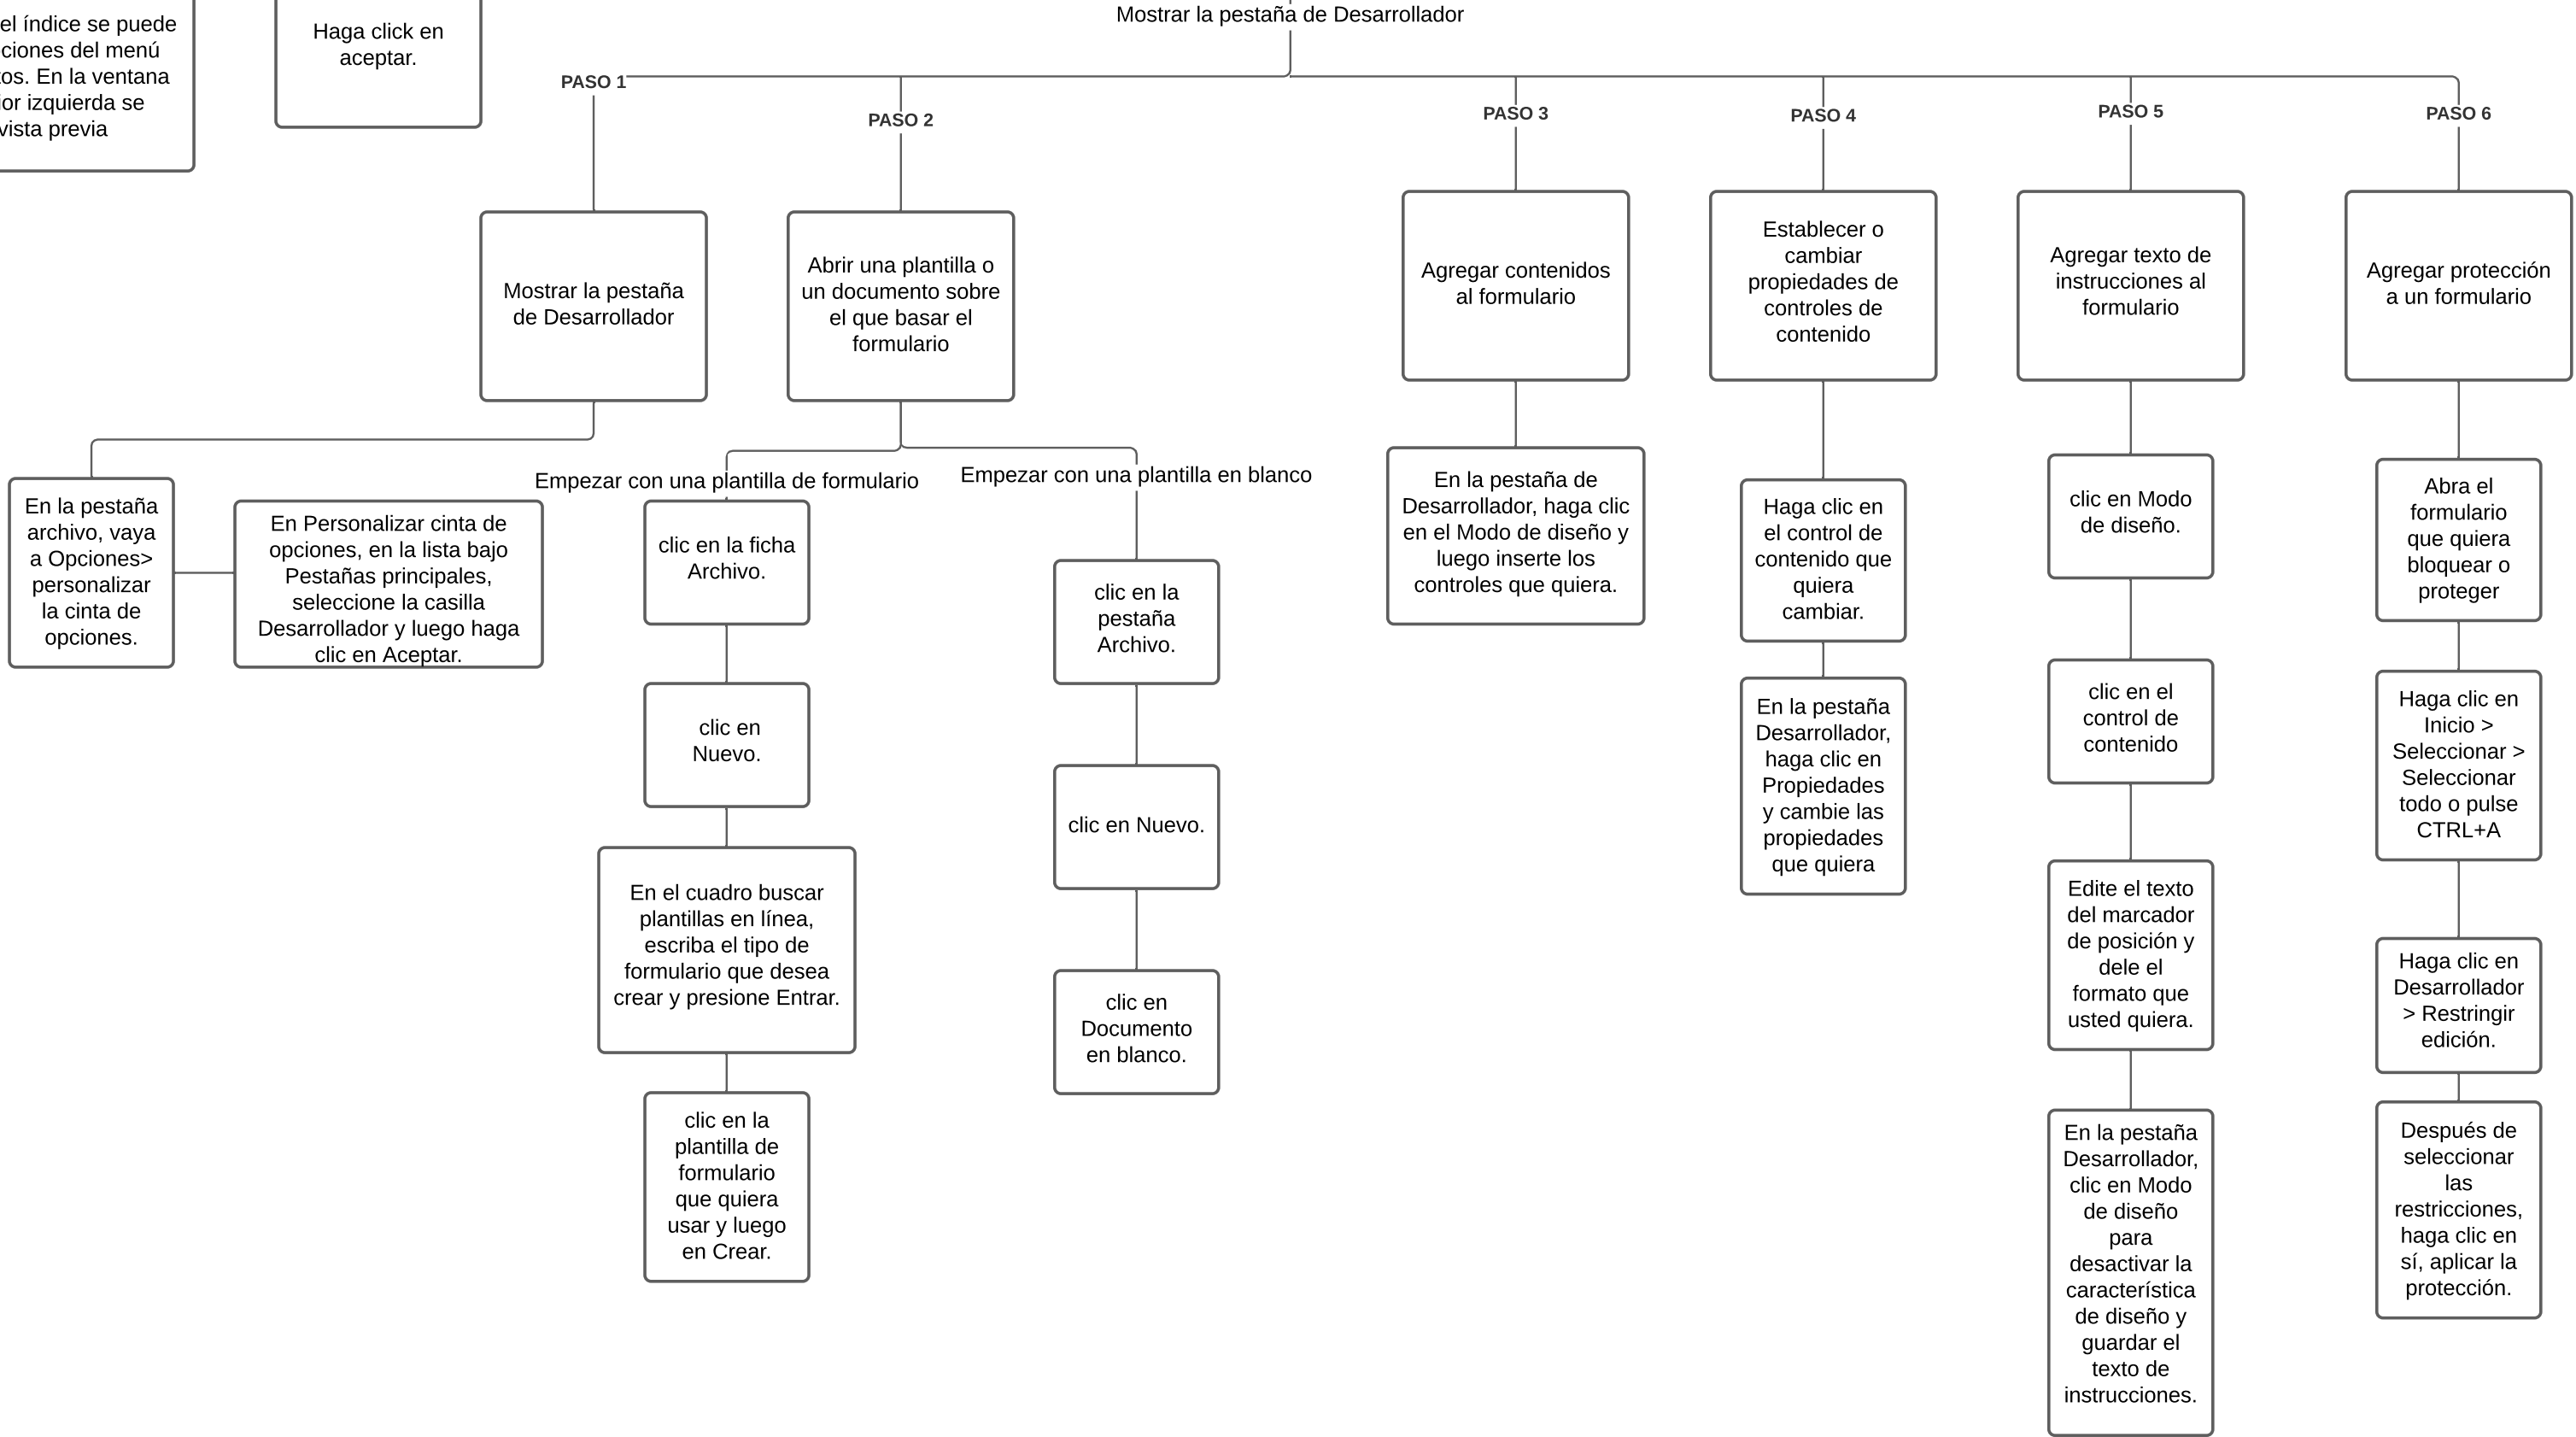 el índice se puede
ciones del menú
tos. En la ventana
ior izquierda se
vista previa
Haga click en
aceptar.
Mostrar la pestaña de Desarrollador
PASO 1
PASO 2
PASO 3
PASO 4
PASO 5
PASO 6
Mostrar la pestaña
de Desarrollador
Abrir una plantilla o
un documento sobre
el que basar el
formulario
Agregar contenidos
al formulario
Establecer o
cambiar
propiedades de
controles de
contenido
Agregar texto de
instrucciones al
formulario
Agregar protección
a un formulario
En la pestaña
archivo, vaya
a Opciones>
personalizar
la cinta de
opciones.
En Personalizar cinta de
opciones, en la lista bajo
Pestañas principales,
seleccione la casilla
Desarrollador y luego haga
clic en Aceptar.
Empezar con una plantilla de formulario
clic en la ficha
Archivo.
clic en
Nuevo.
En el cuadro buscar
plantillas en línea,
escriba el tipo de
formulario que desea
crear y presione Entrar.
clic en la
plantilla de
formulario
que quiera
usar y luego
en Crear.
Empezar con una plantilla en blanco
clic en la
pestaña
Archivo.
clic en Nuevo.
clic en
Documento
en blanco.
En la pestaña de
Desarrollador, haga clic
en el Modo de diseño y
luego inserte los
controles que quiera.
Haga clic en
el control de
contenido que
quiera
cambiar.
En la pestaña
Desarrollador,
haga clic en
Propiedades
y cambie las
propiedades
que quiera
clic en Modo
de diseño.
clic en el
control de
contenido
Edite el texto
del marcador
de posición y
dele el
formato que
usted quiera.
En la pestaña
Desarrollador,
clic en Modo
de diseño
para
desactivar la
característica
de diseño y
guardar el
texto de
instrucciones.
Abra el
formulario
que quiera
bloquear o
proteger
Haga clic en
Inicio >
Seleccionar >
Seleccionar
todo o pulse
CTRL+A
Haga clic en
Desarrollador
> Restringir
edición.
Después de
seleccionar
las
restricciones,
haga clic en
sí, aplicar la
protección.